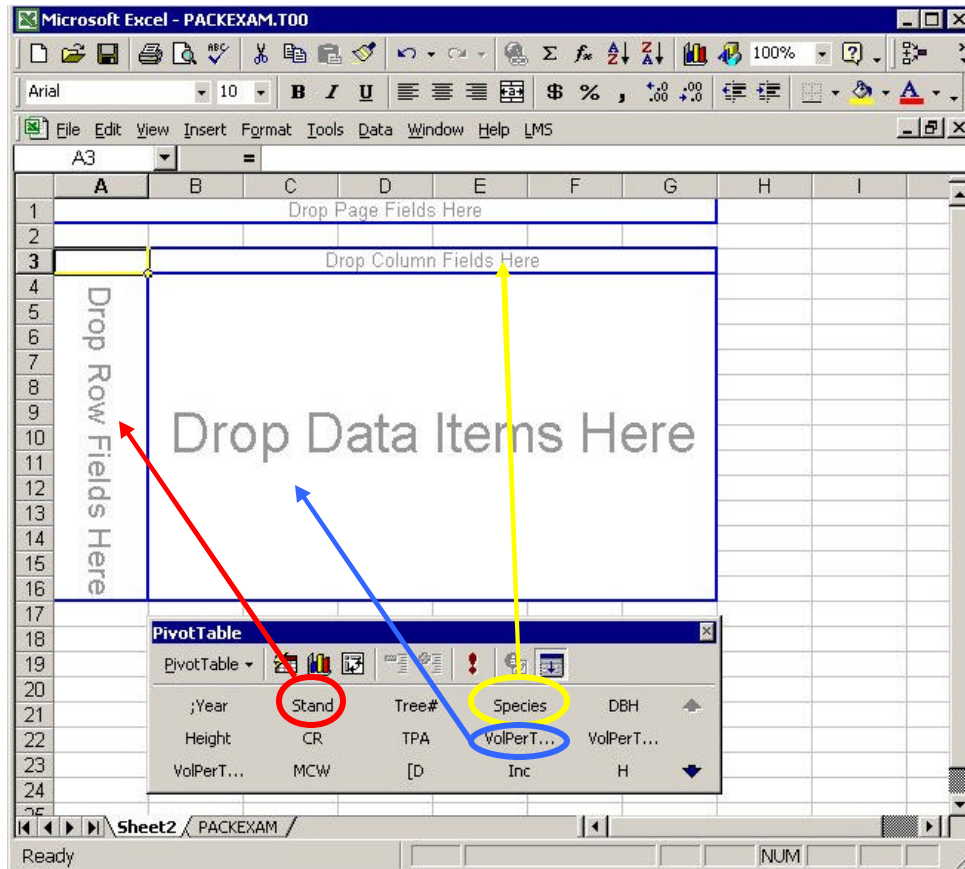 Microsoft Excel - PACKEXAM.T00
ABC 100%
Arial 10 B I U $ % ,
File Edit View Insert Format Tools Data Window Help LMS
A3 =
A B C D E F G H I
1 Drop Page Fields Here
2
3 Drop Column Fields Here
4
5
6
7
8
9
10
11
12
13
14
15
16
Drop Row Fields Here
Drop Data Items Here
17
18
19
20
21
22
23
24
25
PivotTable
PivotTable
;Year Stand Tree# Species DBH
Height CR TPA VolPerT... VolPerT...
VolPerT... MCW [D Inc H
Sheet2 PACKEXAM
Ready NUM